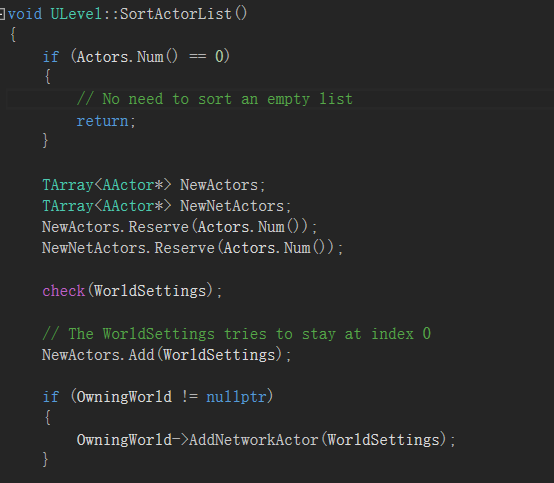 void ULevel::SortActorList()
{
if (Actors.Num() == 0)
{
// No need to sort an empty list
return;
}
TArray<AActor*> NewActors;
TArray<AActor*> NewNetActors;
NewActors.Reserve(Actors.Num());
NewNetActors.Reserve(Actors.Num());
check(WorldSettings);
// The WorldSettings tries to stay at index 0
NewActors.Add(WorldSettings);
if (OwningWorld != nullptr)
{
OwningWorld->AddNetworkActor(WorldSettings);
}